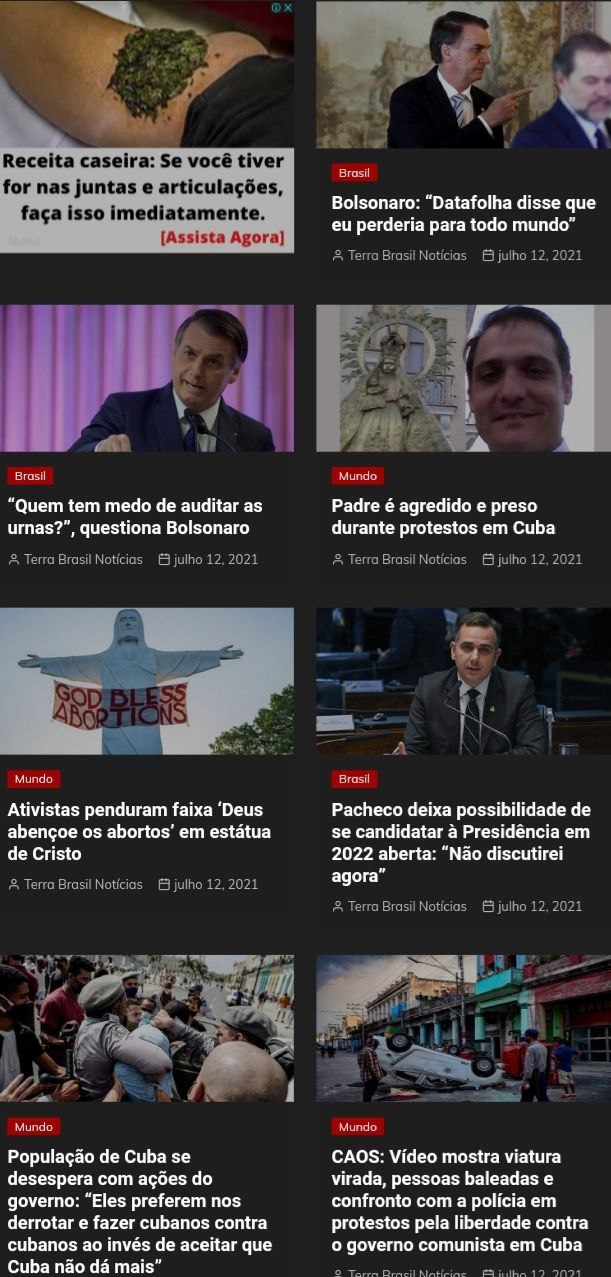 Receita caseira: Se você tiver
for nas juntas e articulações,
faça isso imediatamente.
Nullius
[Assista Agora]
Brasil
Bolsonaro: “Datafolha disse que
eu perderia para todo mundo”
Terra Brasil Notícias julho 12, 2021
Brasil
“Quem tem medo de auditar as
urnas?”, questiona Bolsonaro
Terra Brasil Notícias julho 12, 2021
Mundo
Padre é agredido e preso
durante protestos em Cuba
Terra Brasil Notícias julho 12, 2021
GOD BLESS
ABORTIONS
Mundo
Ativistas penduram faixa ‘Deus
abençoe os abortos’ em estátua
de Cristo
Terra Brasil Notícias julho 12, 2021
Brasil
Pacheco deixa possibilidade de
se candidatar à Presidência em
2022 aberta: “Não discutirei
agora”
Terra Brasil Notícias julho 12, 2021
Mundo
População de Cuba se
desespera com ações do
governo: “Eles preferem nos
derrotar e fazer cubanos contra
cubanos ao invés de aceitar que
Cuba não dá mais”
Mundo
CAOS: Vídeo mostra viatura
virada, pessoas baleadas e
confronto com a polícia em
protestos pela liberdade contra
o governo comunista em Cuba
Terra Brasil Notícias julho 12, 2021